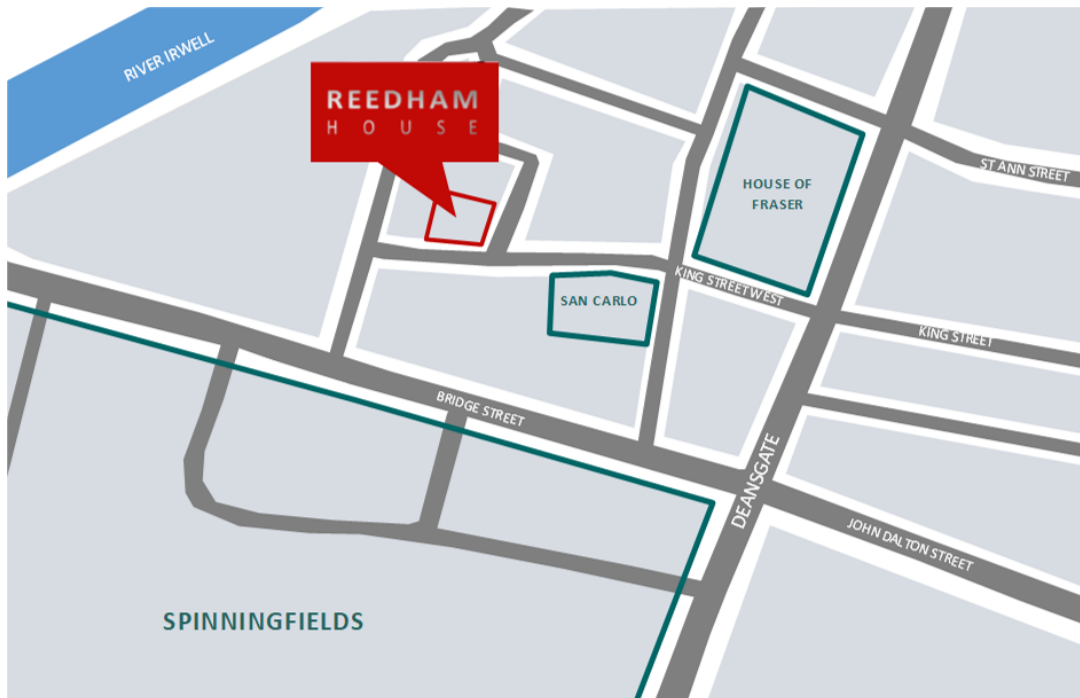 RIVER IRWELL
REEDHAM
HOUSE
ST ANN STREET
HOUSE OF
FRASER
KING STREET WEST
SAN CARLO
KING STREET
BRIDGE STREET
DEANSGATE
JOHN DALTON STREET
SPINNINGFIELDS